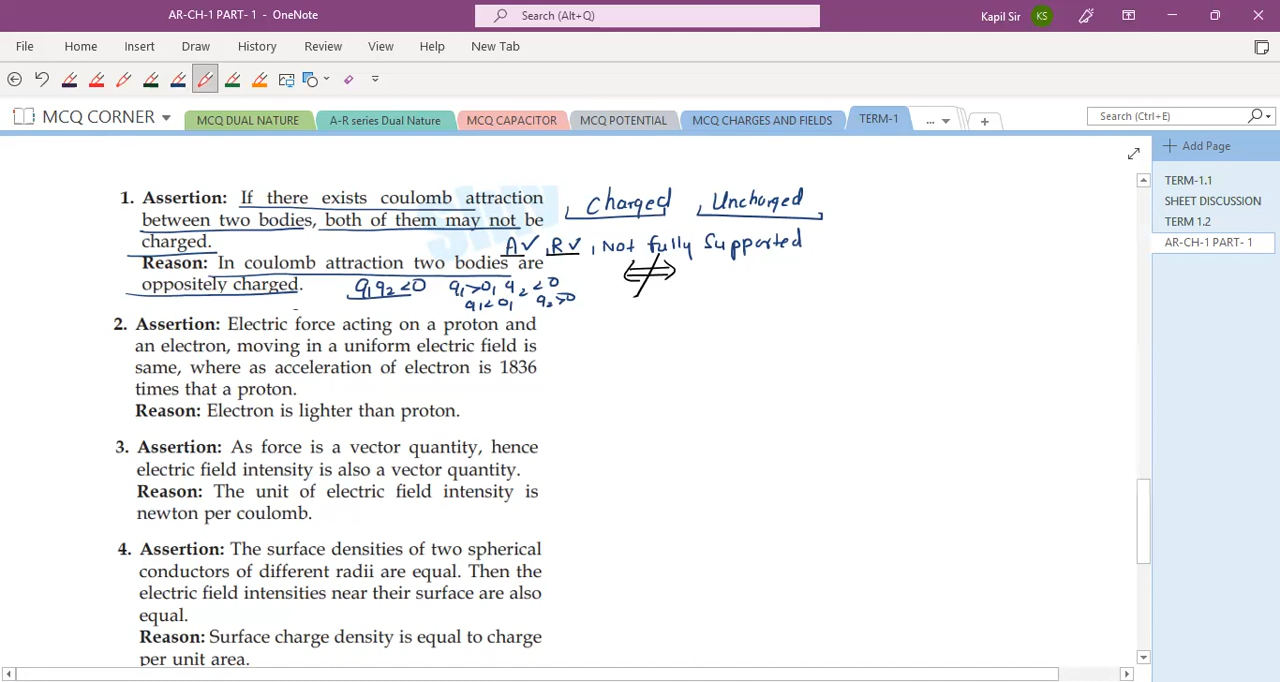 AR-CH-1 PART- 1 - OneNote
Search (Alt+Q)
Kapil Sir
KS
File Home Insert Draw History Review View Help New Tab
MCQ CORNER
MCQ DUAL NATURE
A-R series Dual Nature
MCQ CAPACITOR
MCQ POTENTIAL
MCQ CHARGES AND FIELDS
TERM-1
...
+
Search (Ctrl+E)
Add Page
TERM-1.1
SHEET DISCUSSION
TERM 1.2
AR-CH-1 PART- 1
1. Assertion: If there exists coulomb attraction
between two bodies, both of them may not be
charged.
Reason: In coulomb attraction two bodies are
oppositely charged.
Charged Uncharged
A✓, R✓, Not fully Supported
q₁q₂<0 q₁>0, q₂<0
q₁<0, q₂>0
2. Assertion: Electric force acting on a proton and
an electron, moving in a uniform electric field is
same, where as acceleration of electron is 1836
times that a proton.
Reason: Electron is lighter than proton.
3. Assertion: As force is a vector quantity, hence
electric field intensity is also a vector quantity.
Reason: The unit of electric field intensity is
newton per coulomb.
4. Assertion: The surface densities of two spherical
conductors of different radii are equal. Then the
electric field intensities near their surface are also
equal.
Reason: Surface charge density is equal to charge
per unit area.